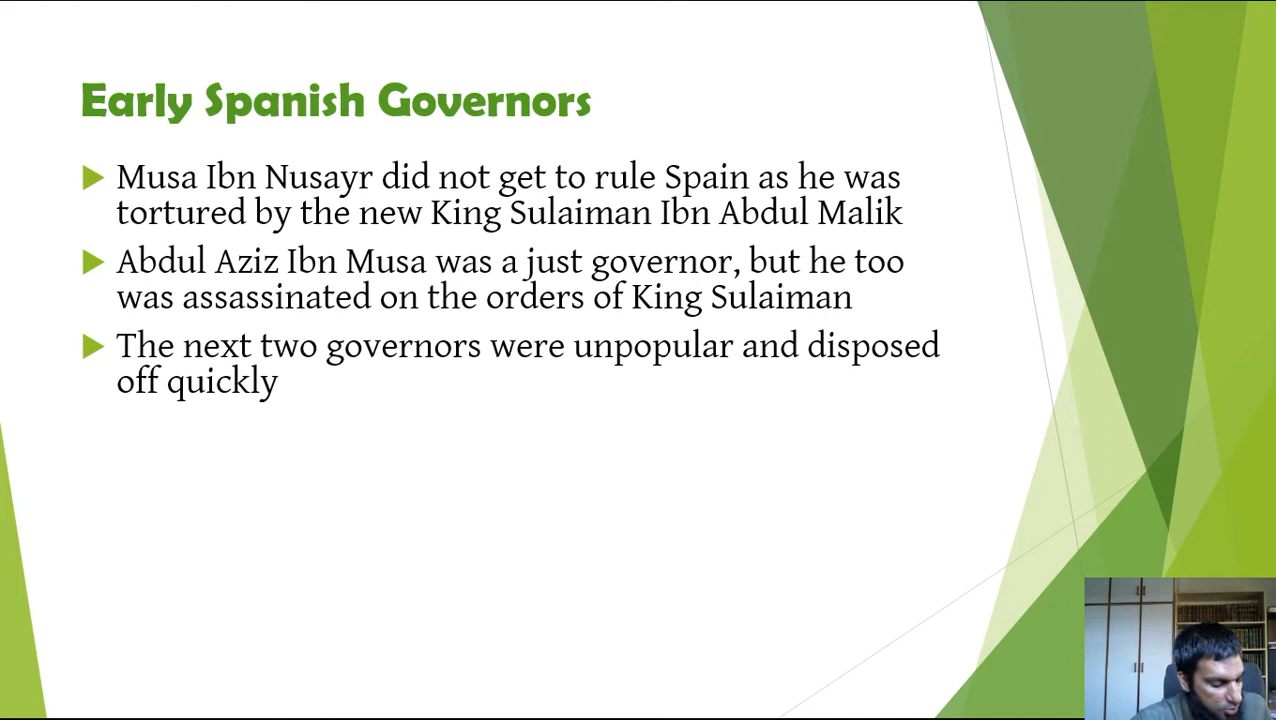 Early Spanish Governors
Musa Ibn Nusayr did not get to rule Spain as he was
tortured by the new King Sulaiman Ibn Abdul Malik
Abdul Aziz Ibn Musa was a just governor, but he too
was assassinated on the orders of King Sulaiman
The next two governors were unpopular and disposed
off quickly